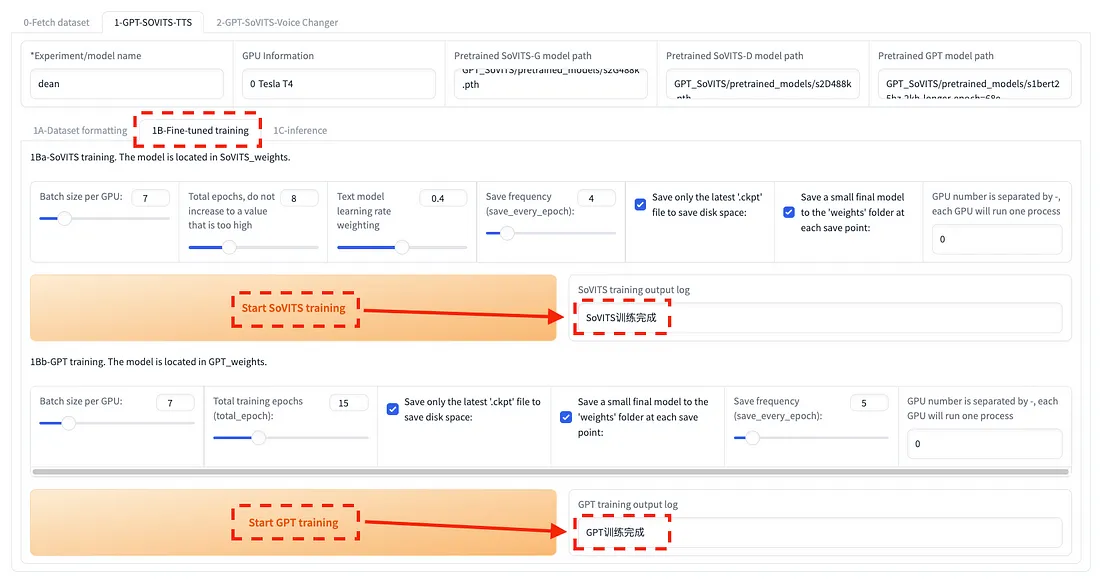 0-Fetch dataset
1-GPT-SOVITS-TTS
2-GPT-SoVITS-Voice Changer
*Experiment/model name
dean
GPU Information
0 Tesla T4
Pretrained SoVITS-G model path
GPT_SoVITS/pretrained_models/s2G488k
.pth
Pretrained SoVITS-D model path
GPT_SoVITS/pretrained_models/s2D488k
.pth
Pretrained GPT model path
GPT_SoVITS/pretrained_models/s1bert2
5hz-2kh-longer-epoch=68e
1A-Dataset formatting
1B-Fine-tuned training
1C-inference
1Ba-SoVITS training. The model is located in SoVITS_weights.
Batch size per GPU:
7
Total epochs, do not
increase to a value
that is too high
8
Text model
learning rate
weighting
0.4
Save frequency
(save_every_epoch):
4
Save only the latest '.ckpt'
file to save disk space:
Save a small final model
to the 'weights' folder at
each save point:
GPU number is separated by -,
each GPU will run one process
0
Start SoVITS training
SoVITS training output log
SoVITS训练完成
1Bb-GPT training. The model is located in GPT_weights.
Batch size per GPU:
7
Total training epochs
(total_epoch):
15
Save only the latest '.ckpt' file to
save disk space:
Save a small final model to the
'weights' folder at each save
point:
Save frequency
(save_every_epoch):
5
GPU number is separated by -, each
GPU will run one process
0
Start GPT training
GPT training output log
GPT训练完成